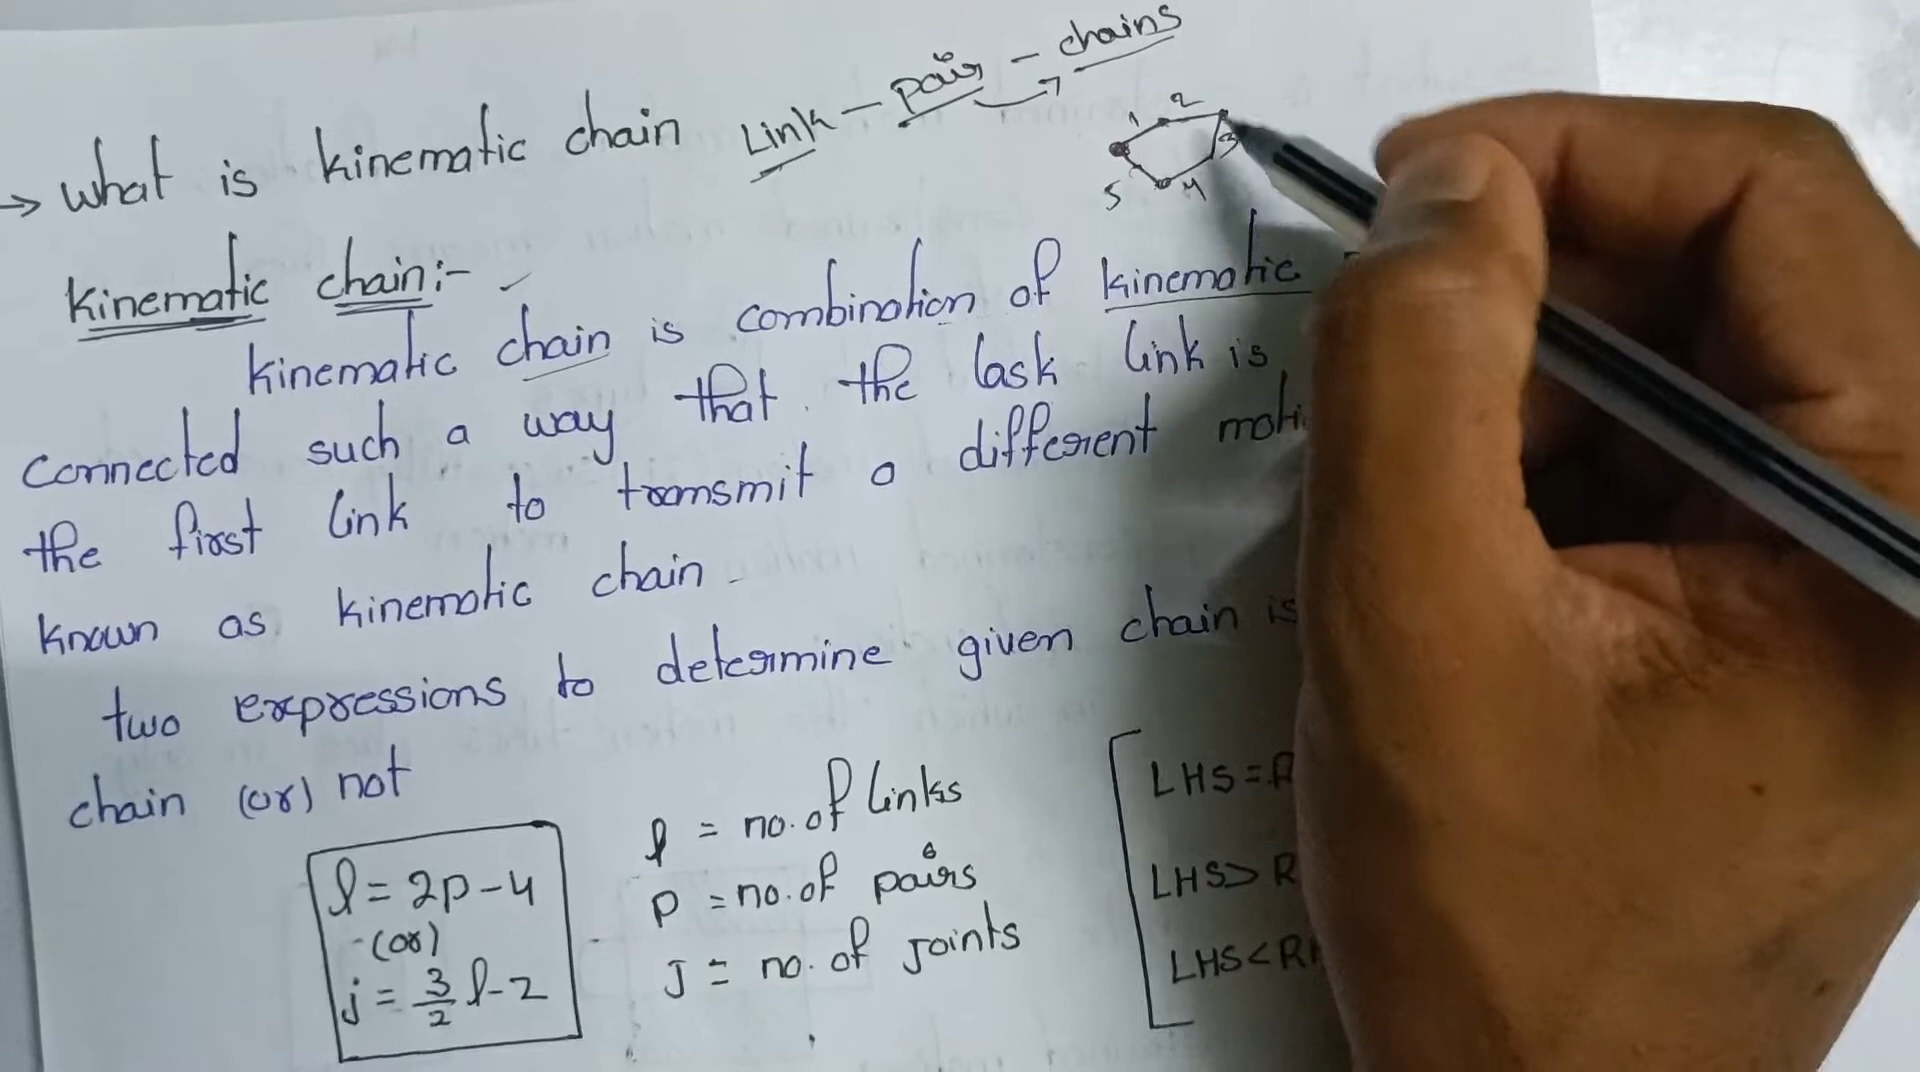 → What is kinematic chain Link - pair - chains
1 2 3 4 5
Kinematic chain:-
kinematic chain is combination of kinematic
connected such a way that the lask link is
the first link to transmit a different moti
known as kinematic chain -
two expressions to determine given chain is
chain (or) not
l = 2p - 4
(or)
j = 3/2 l - 2
l = no. of links
p = no. of pairs
J = no. of joints
LHS = R
LHS > R
LHS < RH